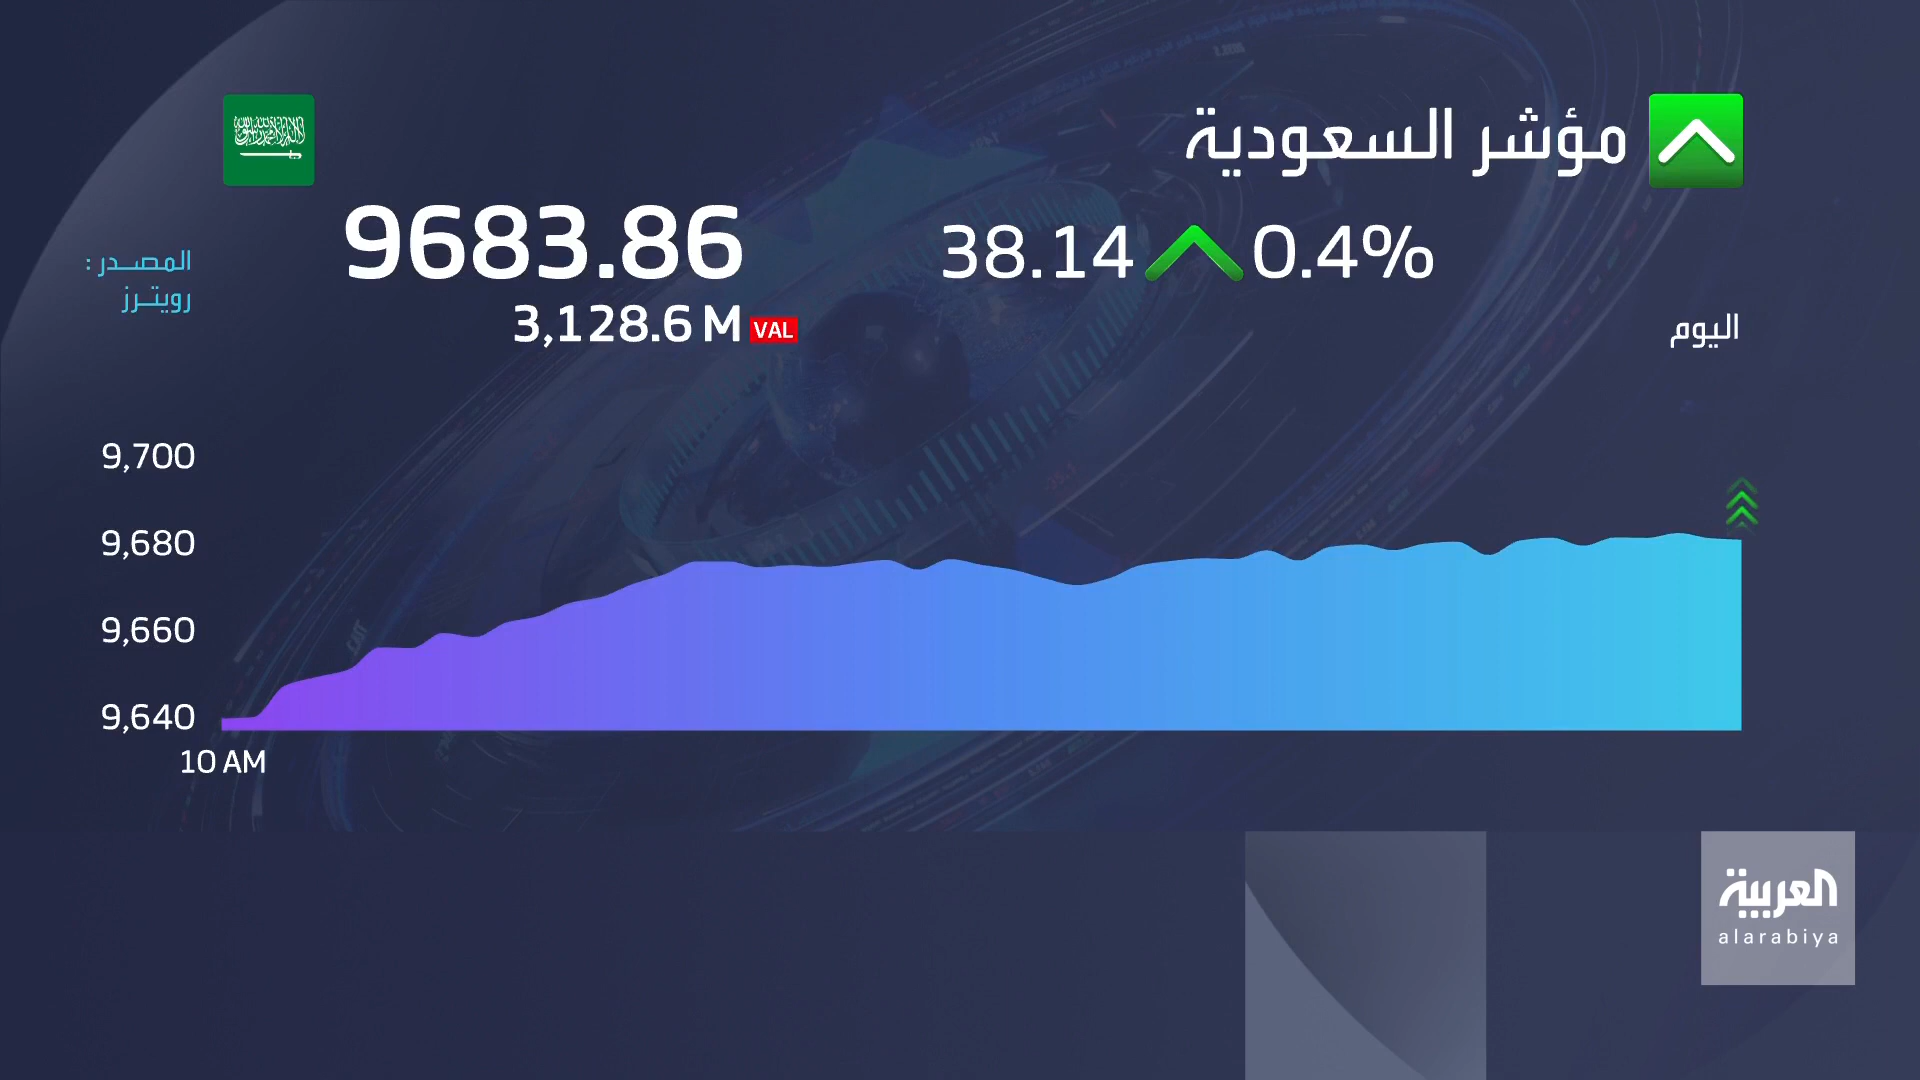 مؤشر السعودية
9683.86
38.14 0.4%
3,128.6 M VAL
المصدر :
رويترز
اليوم
9,700
9,680
9,660
9,640
10 AM
العربية
alarabiya